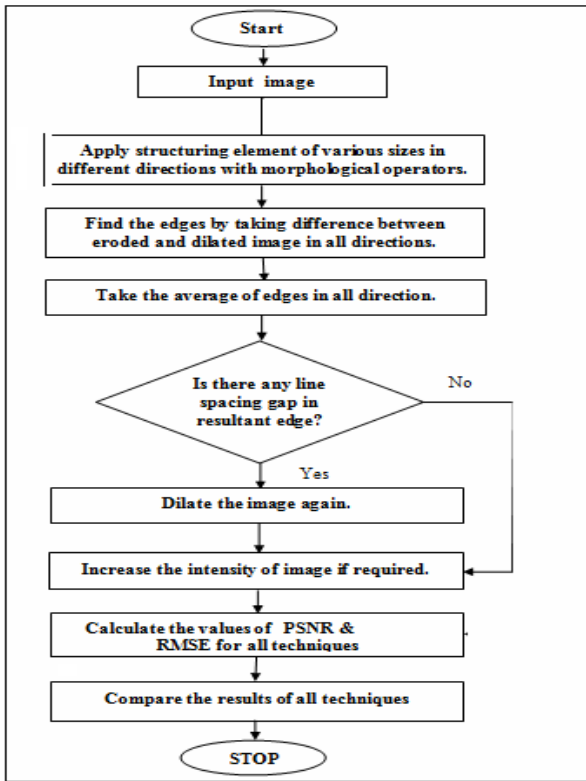 Start
Input image
Apply structuring element of various sizes in
different directions with morphological operators.
Find the edges by taking difference between
eroded and dilated image in all directions.
Take the average of edges in all direction.
Is there any line
spacing gap in
resultant edge?
No
Yes
Dilate the image again.
Increase the intensity of image if required.
Calculate the values of PSNR &
RMSE for all techniques
Compare the results of all techniques
STOP